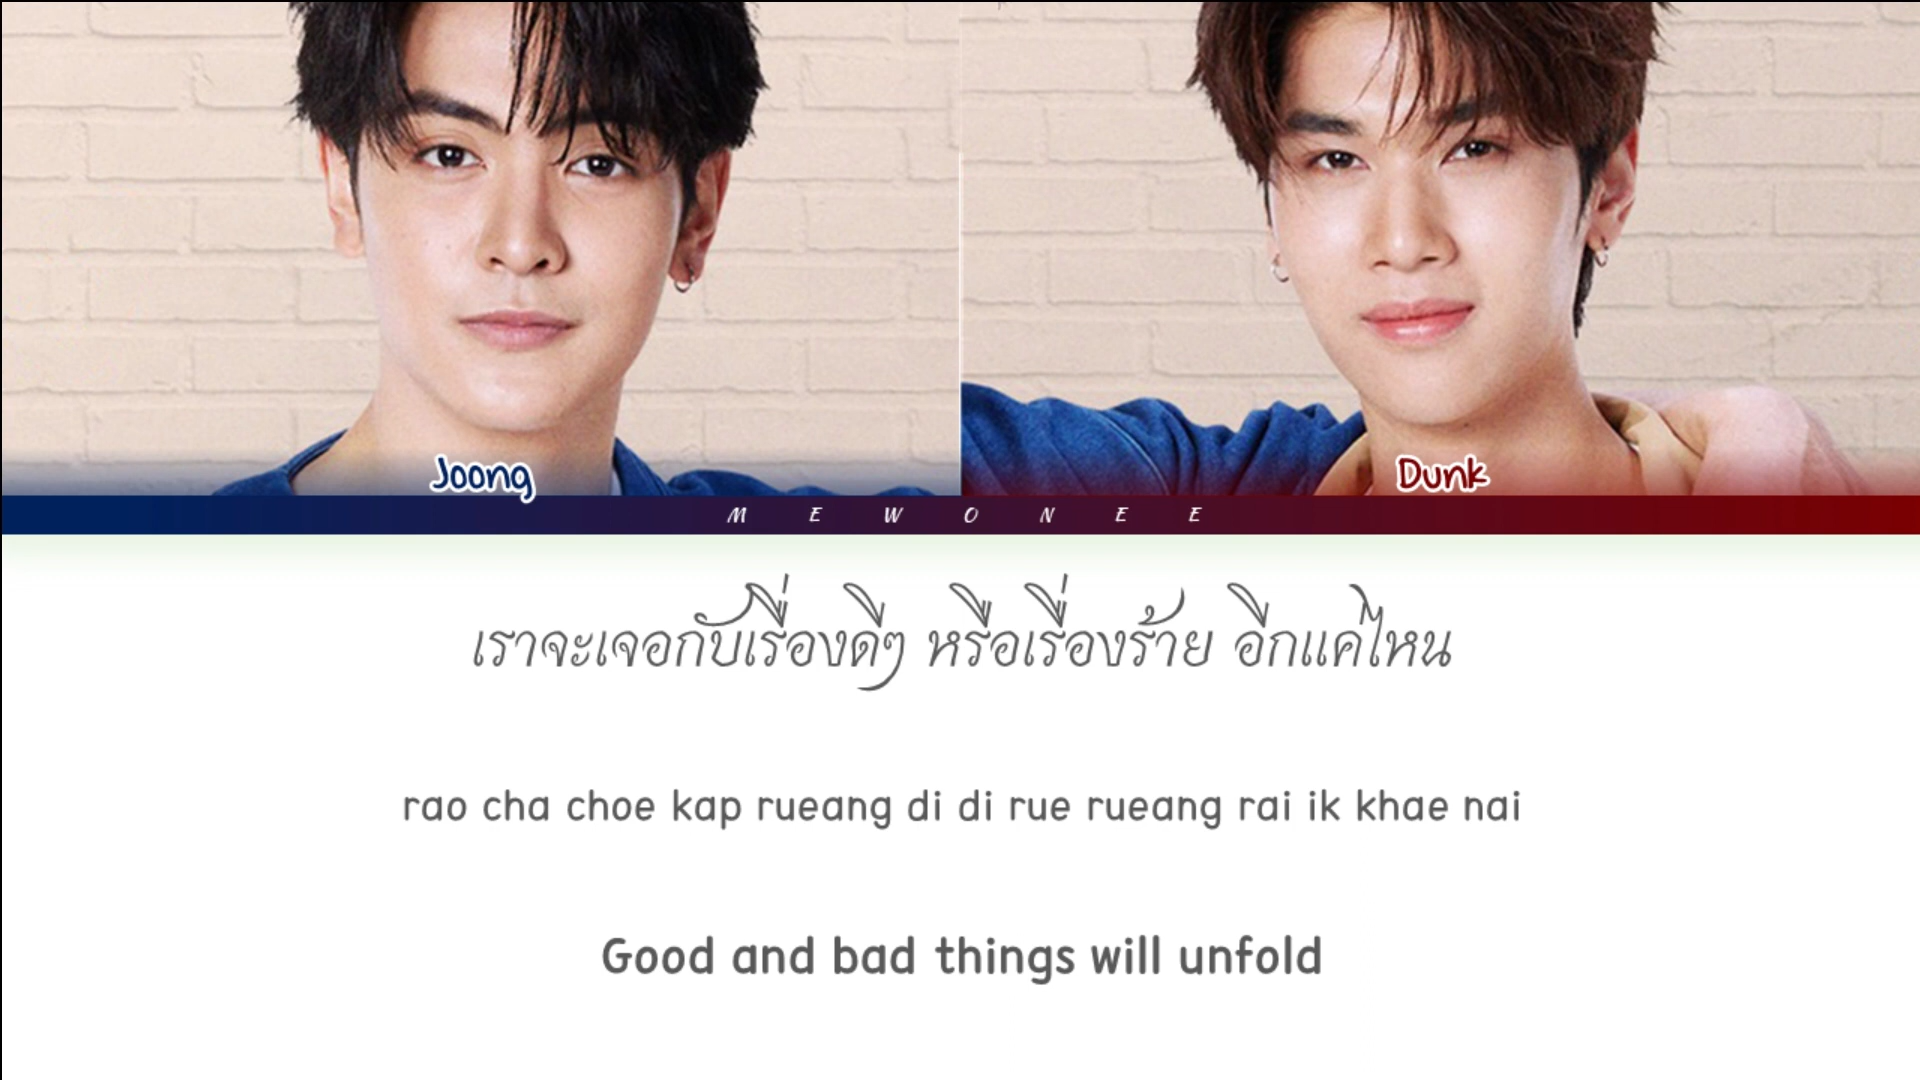 Joong
Dunk
MEWONEE
เราจะเจอกับเรื่องดีๆ หรือเรื่องร้าย อีกแค่ไหน
rao cha choe kap rueang di di rue rueang rai ik khae nai
Good and bad things will unfold